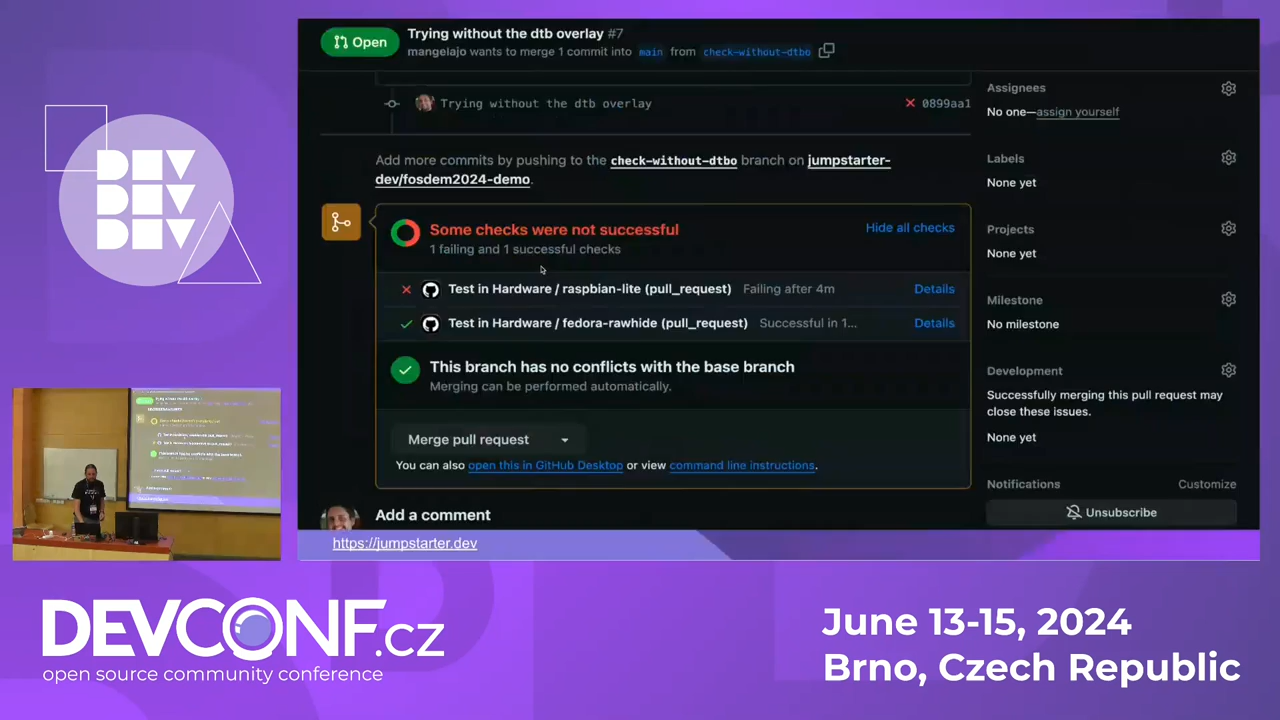 Open
Trying without the dtb overlay #7
mangelajo wants to merge 1 commit into main from check-without-dtbo
Trying without the dtb overlay
0899aa1
Add more commits by pushing to the check-without-dtbo branch on jumpstarter-
dev/fosdem2024-demo.
Some checks were not successful
1 failing and 1 successful checks
Hide all checks
Test in Hardware / raspbian-lite (pull_request) Failing after 4m
Details
Test in Hardware / fedora-rawhide (pull_request) Successful in 1...
Details
This branch has no conflicts with the base branch
Merging can be performed automatically.
Merge pull request
You can also open this in GitHub Desktop or view command line instructions.
Add a comment
Assignees
No one—assign yourself
Labels
None yet
Projects
None yet
Milestone
No milestone
Development
Successfully merging this pull request may
close these issues.
None yet
Notifications
Customize
Unsubscribe
https://jumpstarter.dev
DEV
DEV
DEV
DEVCONF.cz
open source community conference
June 13-15, 2024
Brno, Czech Republic